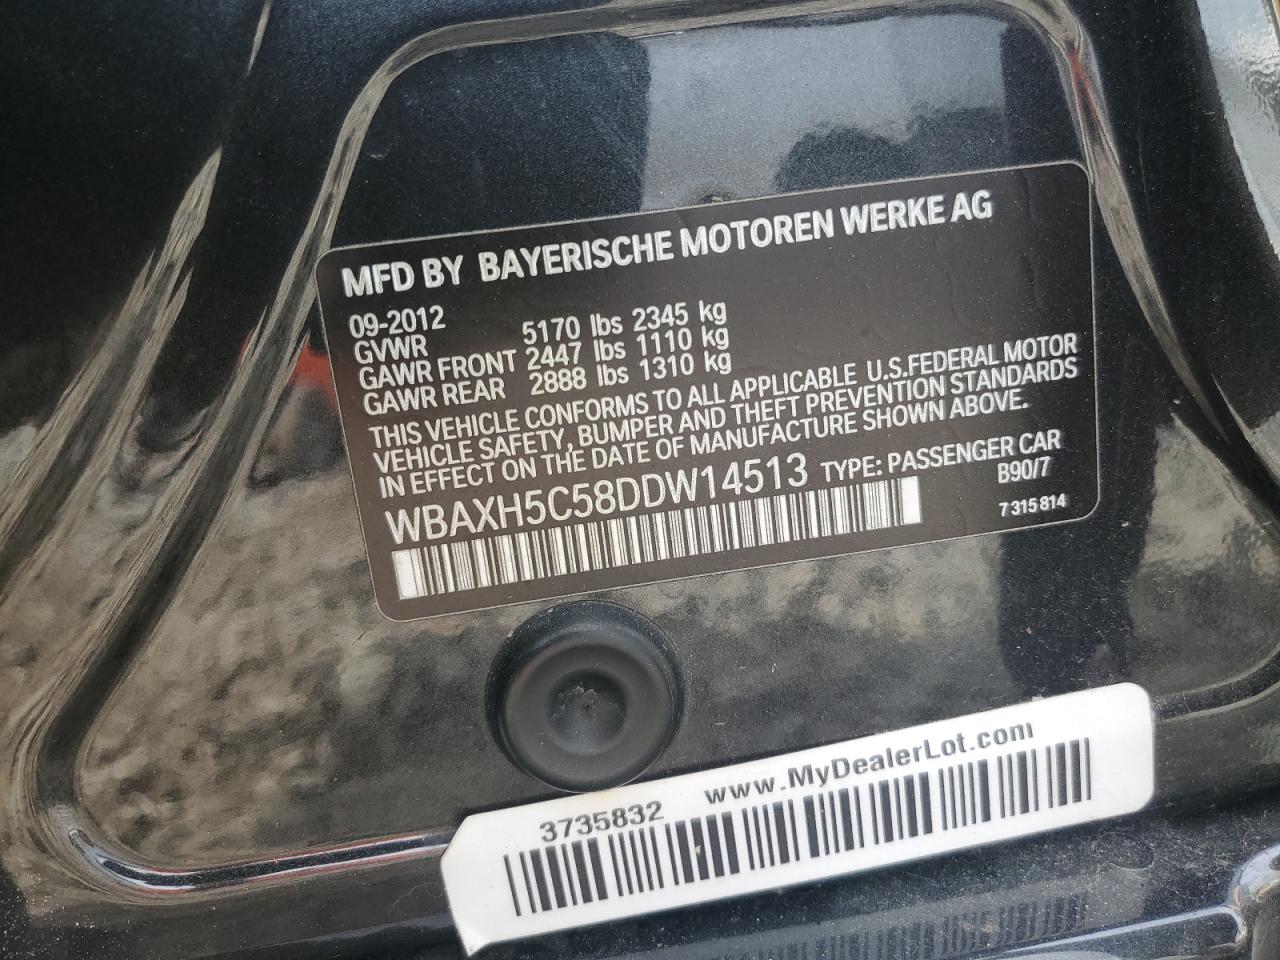 MFD BY BAYERISCHE MOTOREN WERKE AG
09-2012
GVWR 5170 lbs 2345 kg
GAWR FRONT 2447 lbs 1110 kg
GAWR REAR 2888 lbs 1310 kg
THIS VEHICLE CONFORMS TO ALL APPLICABLE U.S.FEDERAL MOTOR
VEHICLE SAFETY, BUMPER AND THEFT PREVENTION STANDARDS
IN EFFECT ON THE DATE OF MANUFACTURE SHOWN ABOVE.
WBAXH5C58DDW14513 TYPE: PASSENGER CAR
B90/7
7315814
3735832 www.MyDealerLot.com